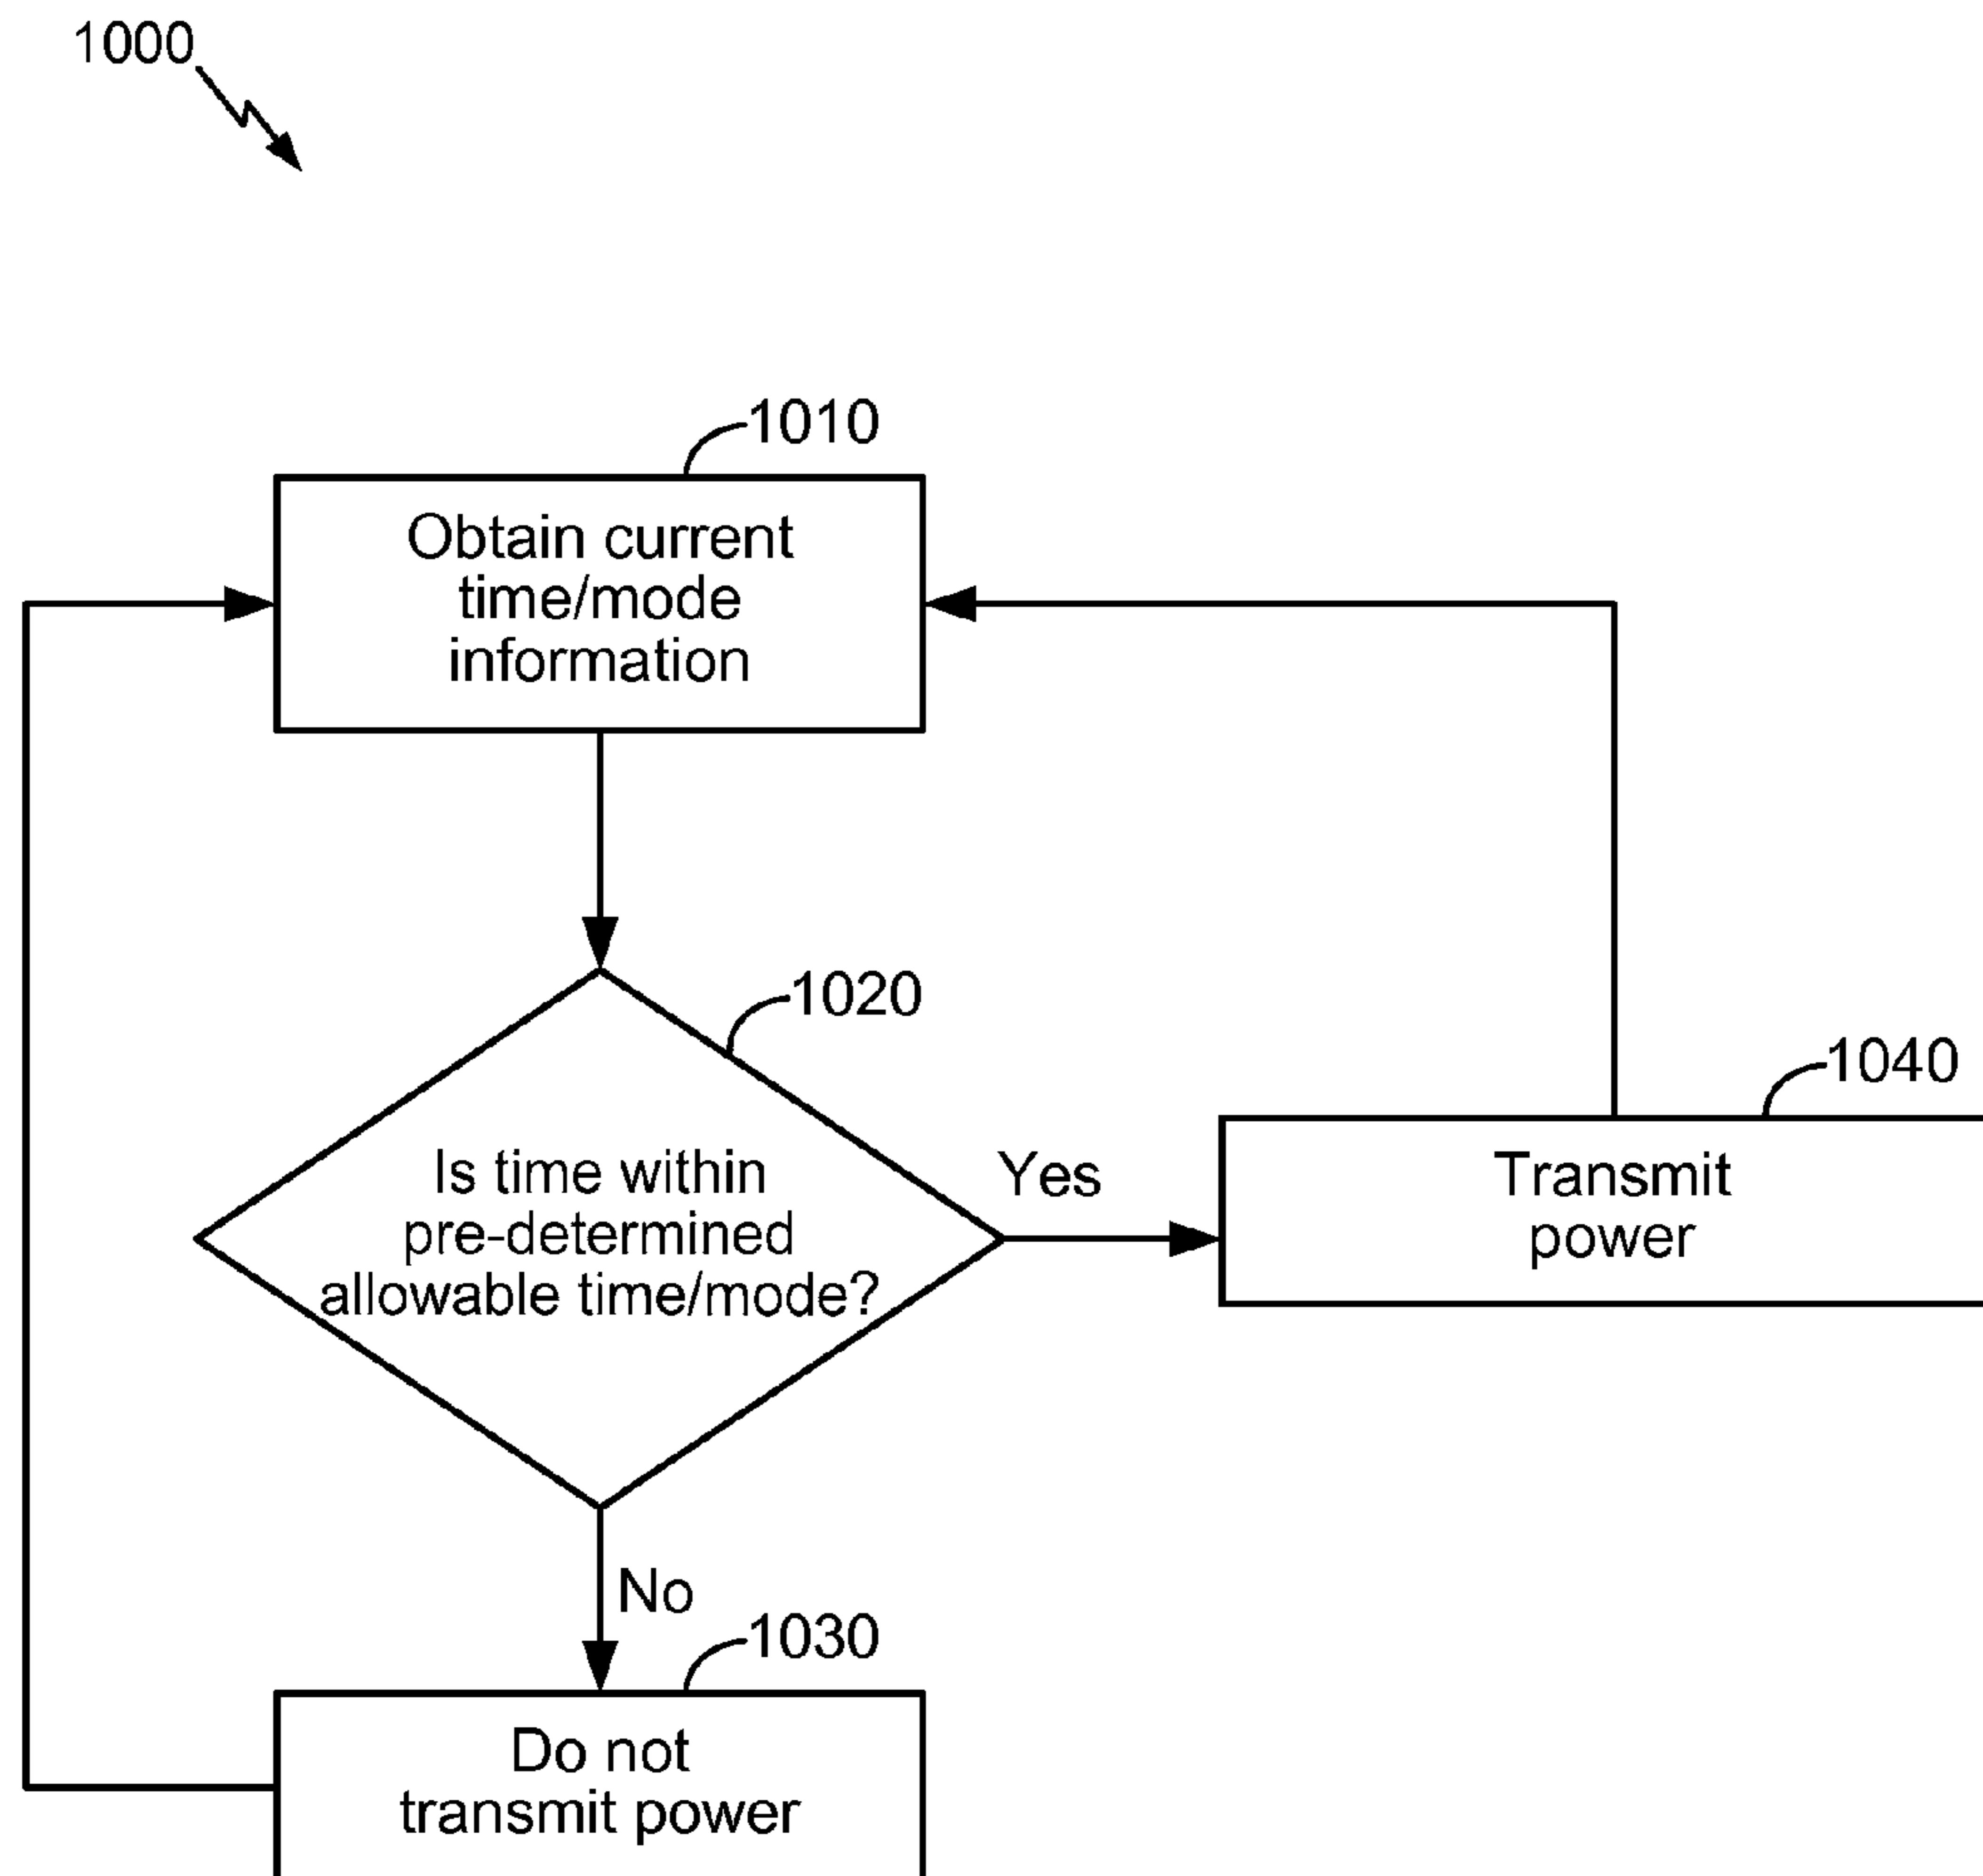 1000
1010
Obtain current
time/mode
information
1020
Is time within
pre-determined
allowable time/mode?
Yes
1040
Transmit
power
No
1030
Do not
transmit power